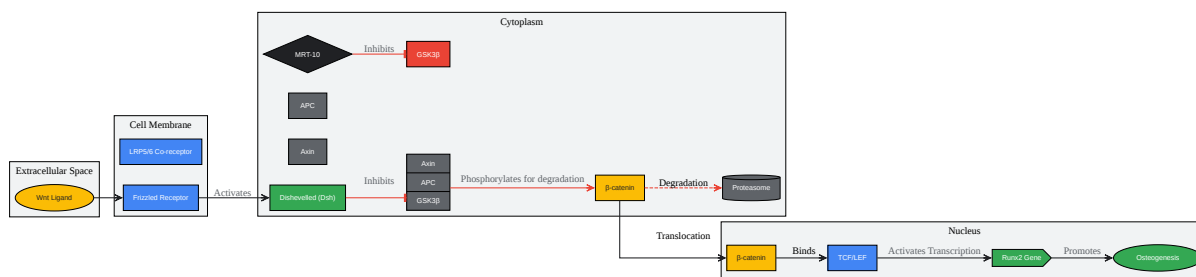 Cytoplasm
MRT-10
Inhibits
GSK3β
APC
Cell Membrane
LRP5/6 Co-receptor
Axin
Extracellular Space
Wnt Ligand
Frizzled Receptor
Activates
Dishevelled (Dsh)
Inhibits
Axin
APC
GSK3β
Phosphorylates for degradation
β-catenin
Degradation
Proteasome
Translocation
Nucleus
β-catenin
Binds
TCF/LEF
Activates Transcription
Runx2 Gene
Promotes
Osteogenesis